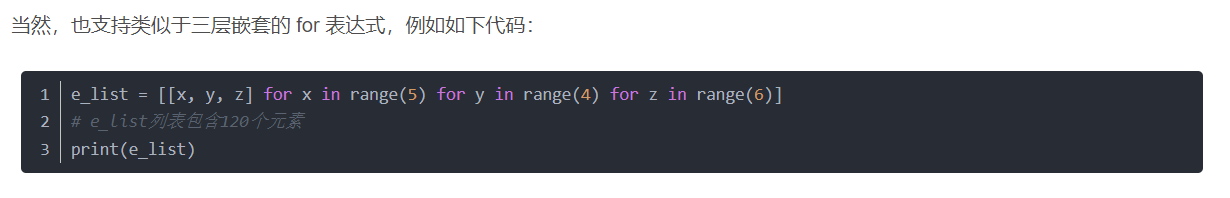 当然，也支持类似于三层嵌套的 for 表达式，例如如下代码：
1 e_list = [[x, y, z] for x in range(5) for y in range(4) for z in range(6)]
2 # e_list列表包含120个元素
3 print(e_list)